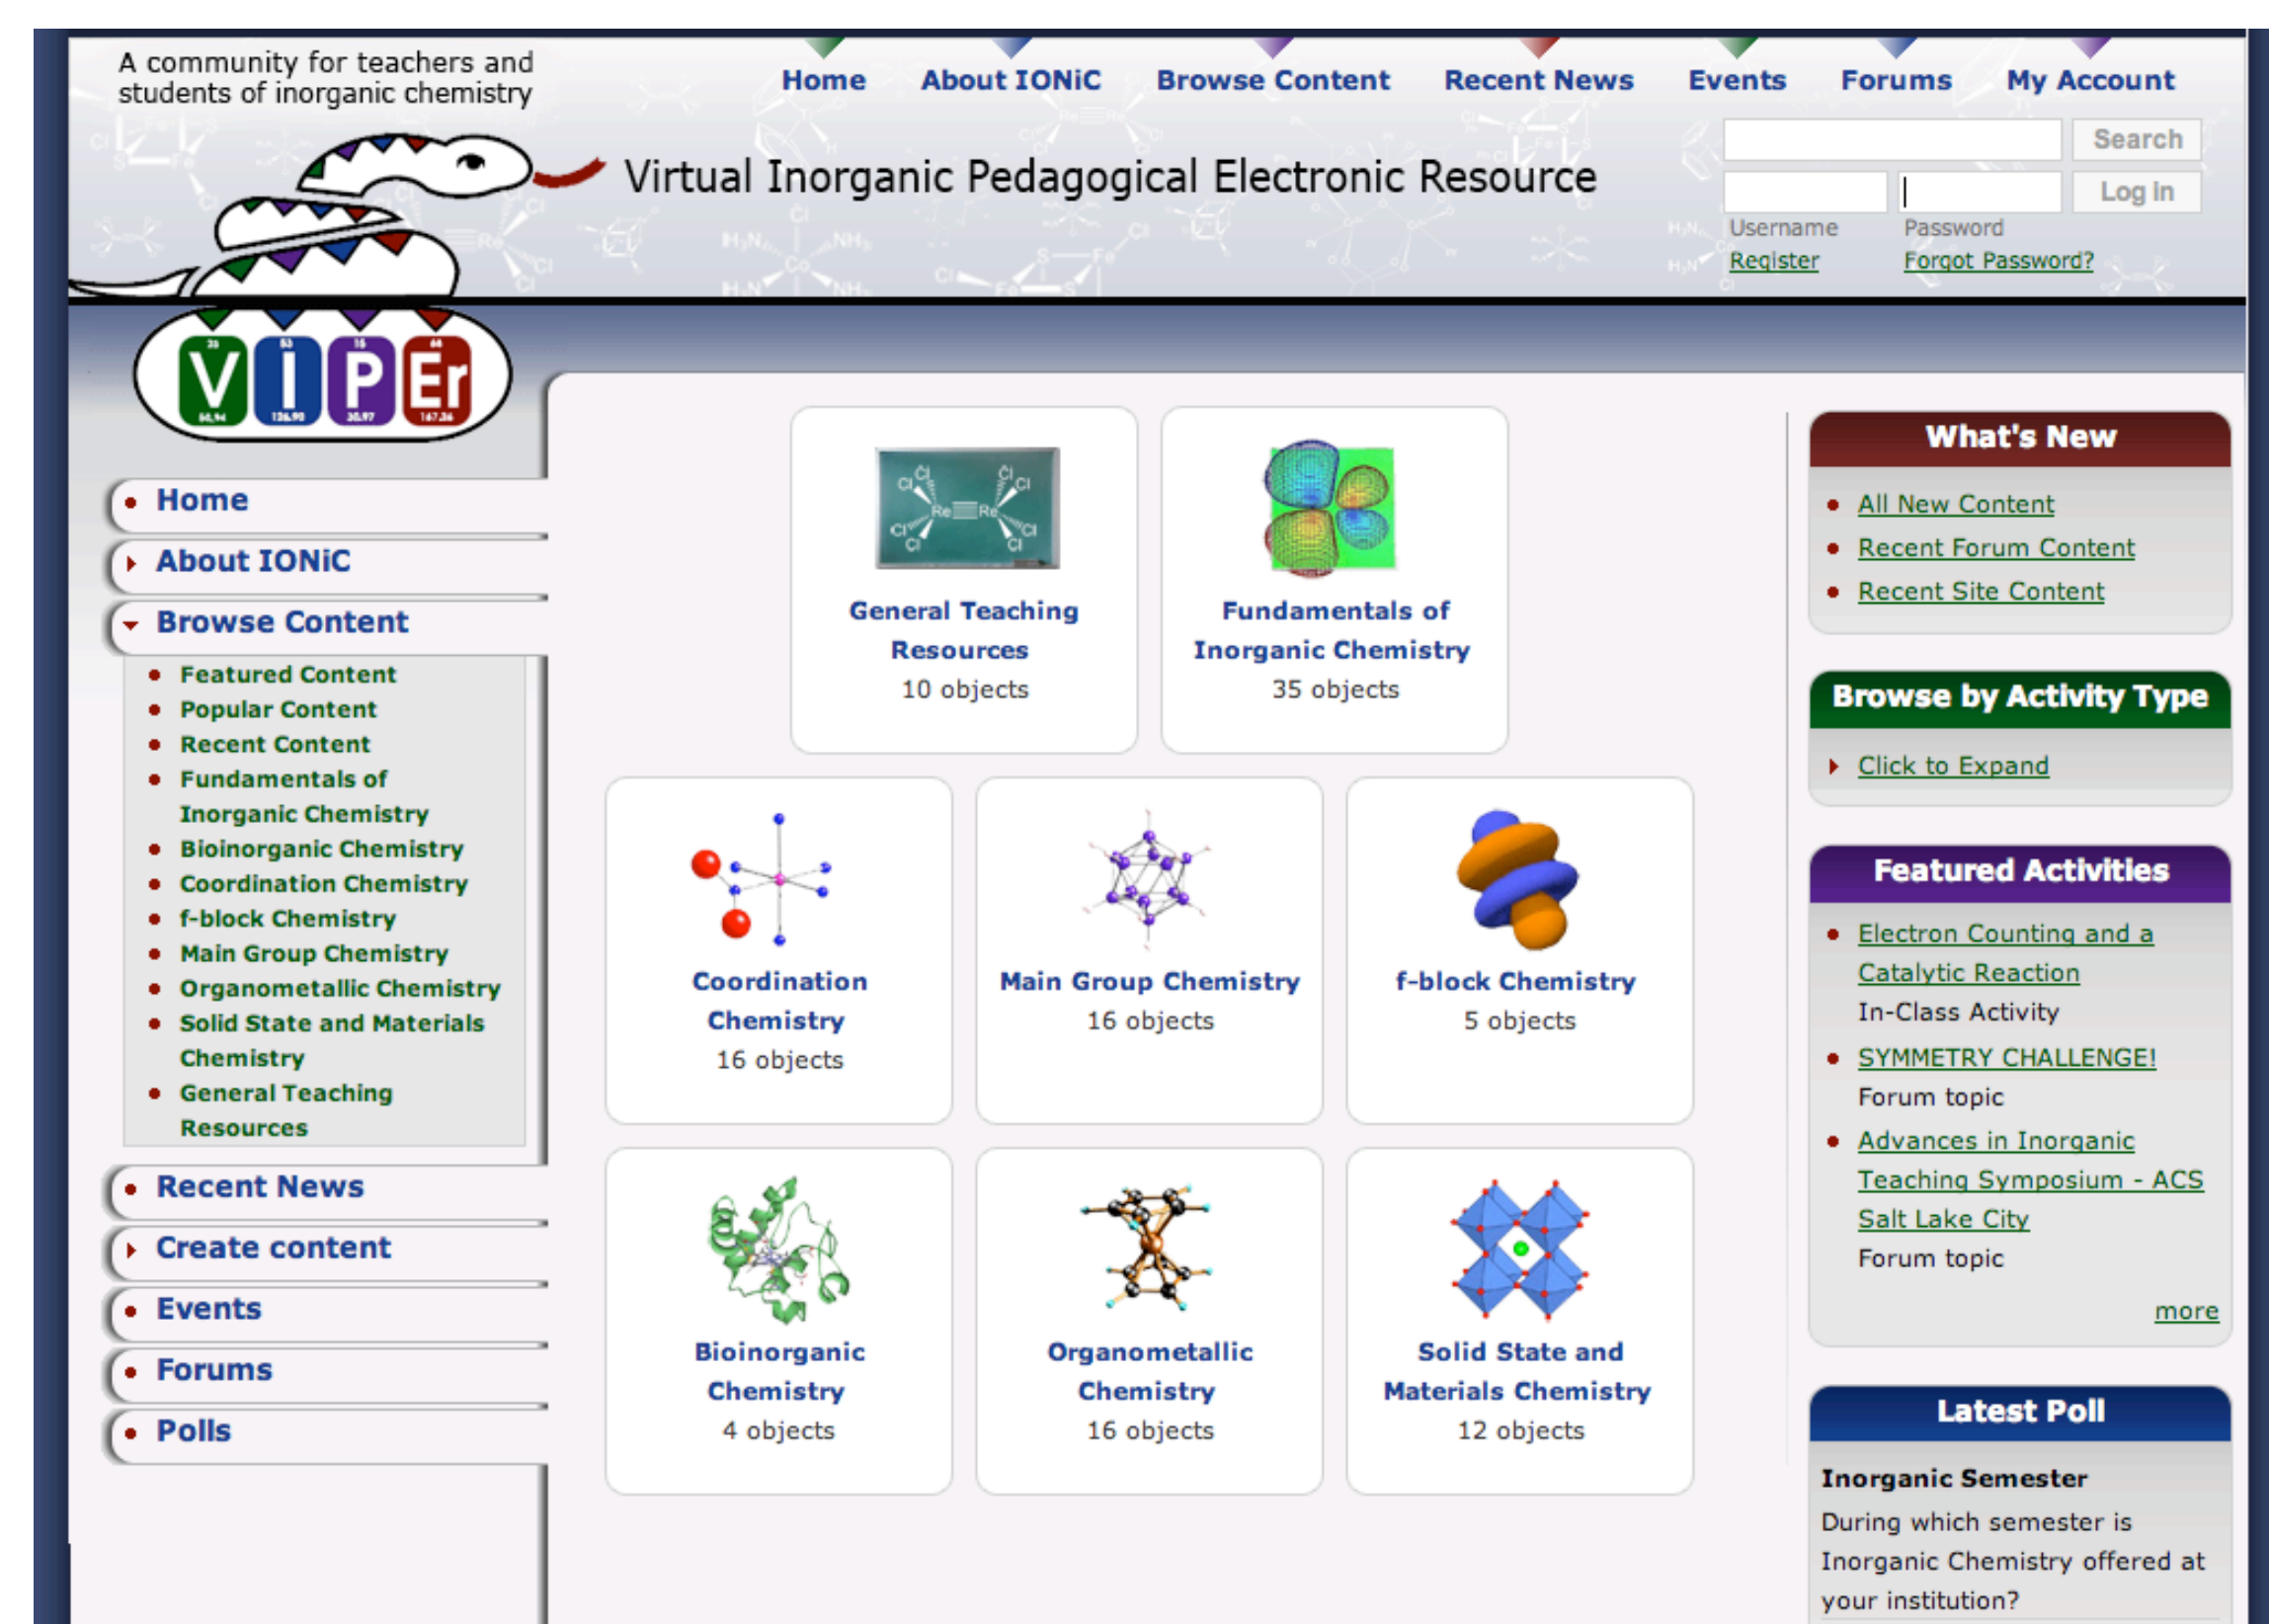 A community for teachers and
students of inorganic chemistry
Home About IONiC Browse Content Recent News Events Forums My Account
Search
Virtual Inorganic Pedagogical Electronic Resource
Log in
Username Password
Register Forgot Password?
V I P Er
Home
About IONiC
Browse Content
Featured Content
Popular Content
Recent Content
Fundamentals of
Inorganic Chemistry
Bioinorganic Chemistry
Coordination Chemistry
f-block Chemistry
Main Group Chemistry
Organometallic Chemistry
Solid State and Materials
Chemistry
General Teaching
Resources
Recent News
Create content
Events
Forums
Polls
General Teaching
Resources
10 objects
Fundamentals of
Inorganic Chemistry
35 objects
Coordination
Chemistry
16 objects
Main Group Chemistry
16 objects
f-block Chemistry
5 objects
Bioinorganic
Chemistry
4 objects
Organometallic
Chemistry
16 objects
Solid State and
Materials Chemistry
12 objects
What's New
All New Content
Recent Forum Content
Recent Site Content
Browse by Activity Type
Click to Expand
Featured Activities
Electron Counting and a
Catalytic Reaction
In-Class Activity
SYMMETRY CHALLENGE!
Forum topic
Advances in Inorganic
Teaching Symposium - ACS
Salt Lake City
Forum topic
more
Latest Poll
Inorganic Semester
During which semester is
Inorganic Chemistry offered at
your institution?